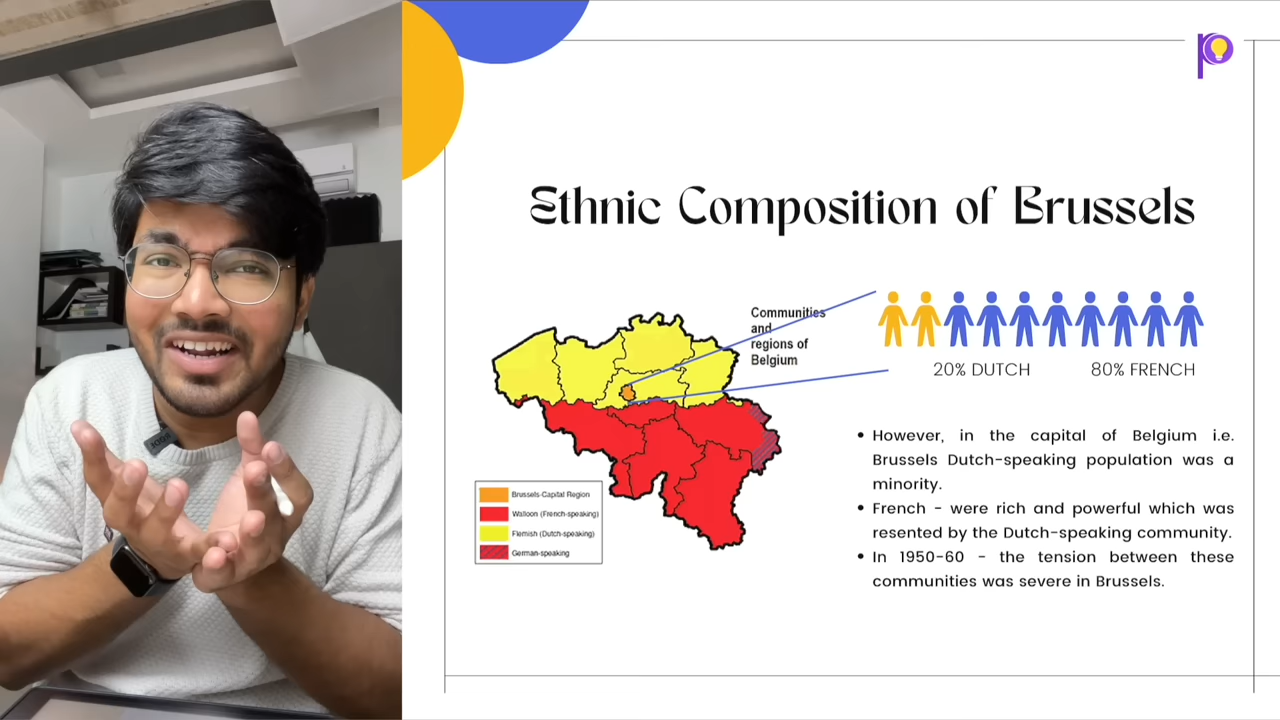 Ethnic Composition of Brussels
Communities
and
regions of
Belgium
20% DUTCH
80% FRENCH
Brussels-Capital Region
Walloon (French-speaking)
Flemish (Dutch-speaking)
German-speaking
• However, in the capital of Belgium i.e.
Brussels Dutch-speaking population was a
minority.
• French - were rich and powerful which was
resented by the Dutch-speaking community.
• In 1950-60 - the tension between these
communities was severe in Brussels.